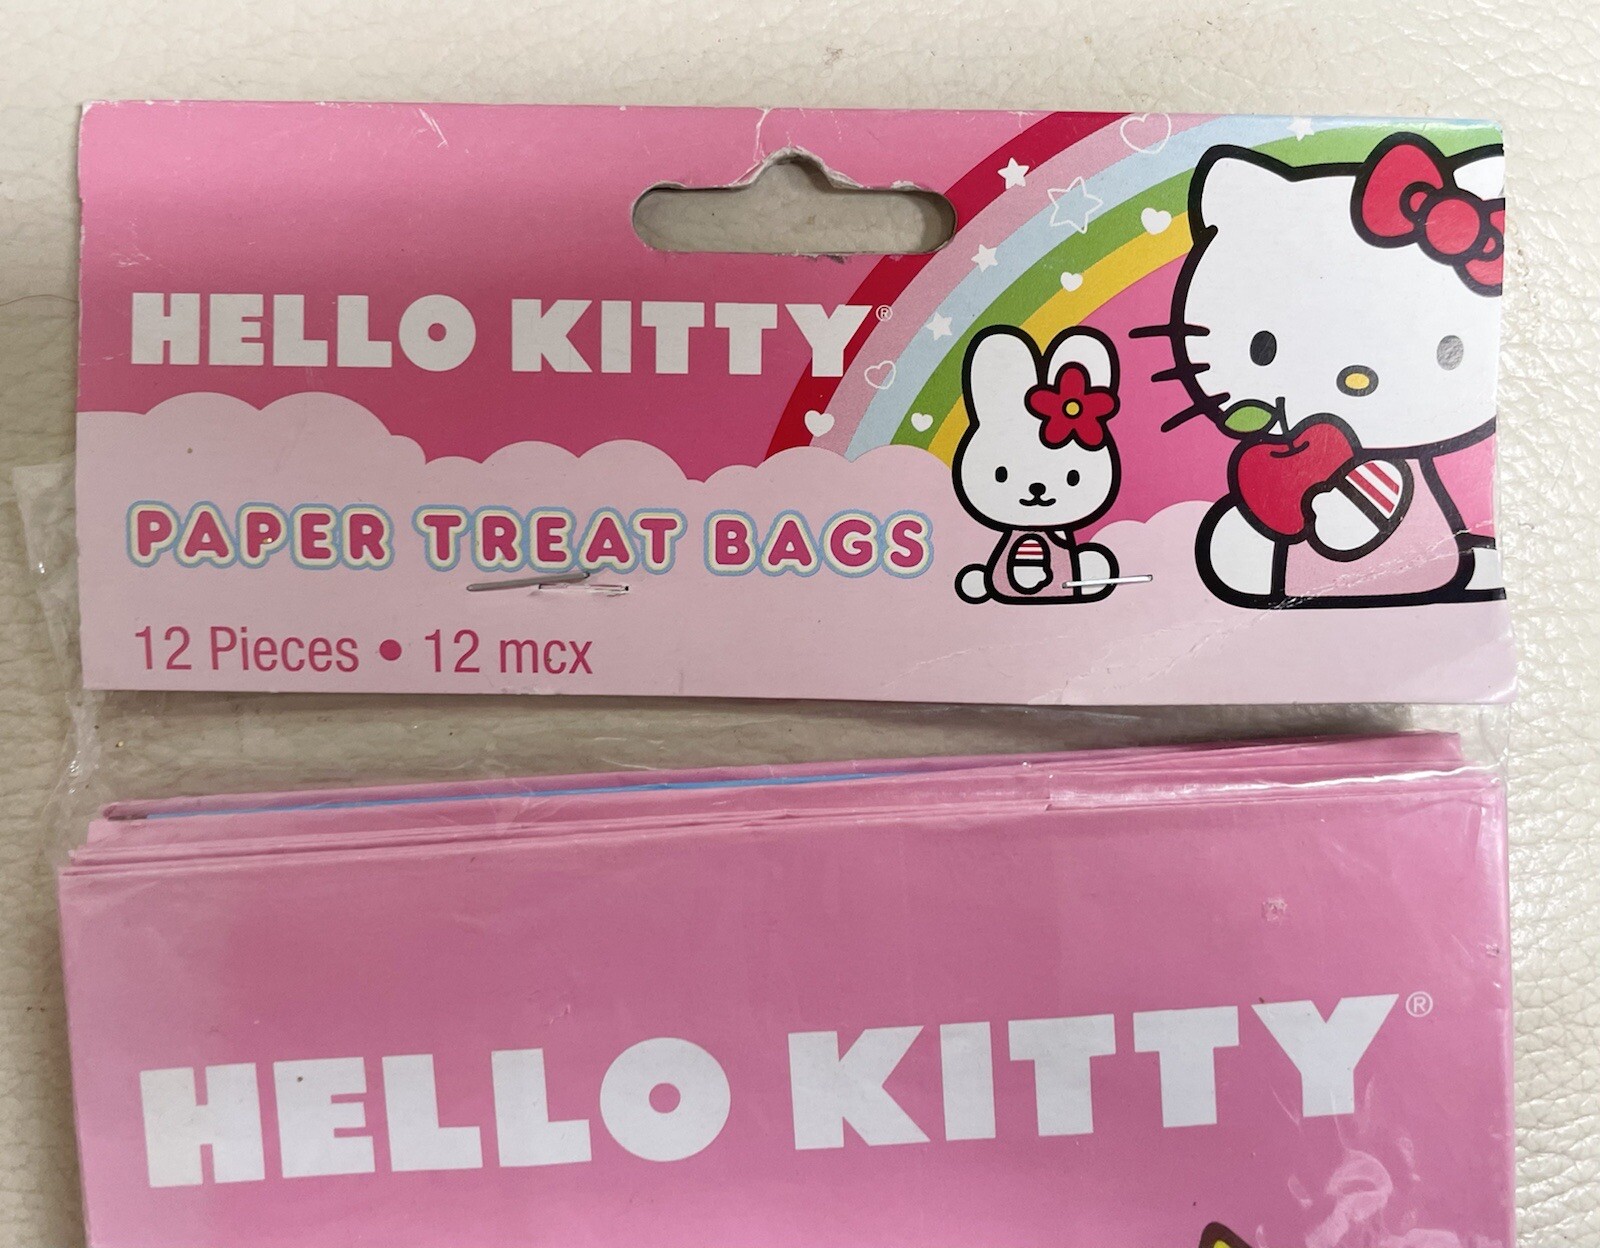 HELLO KITTY®
PAPER TREAT BAGS
12 Pieces • 12 mcx
HELLO KITTY®